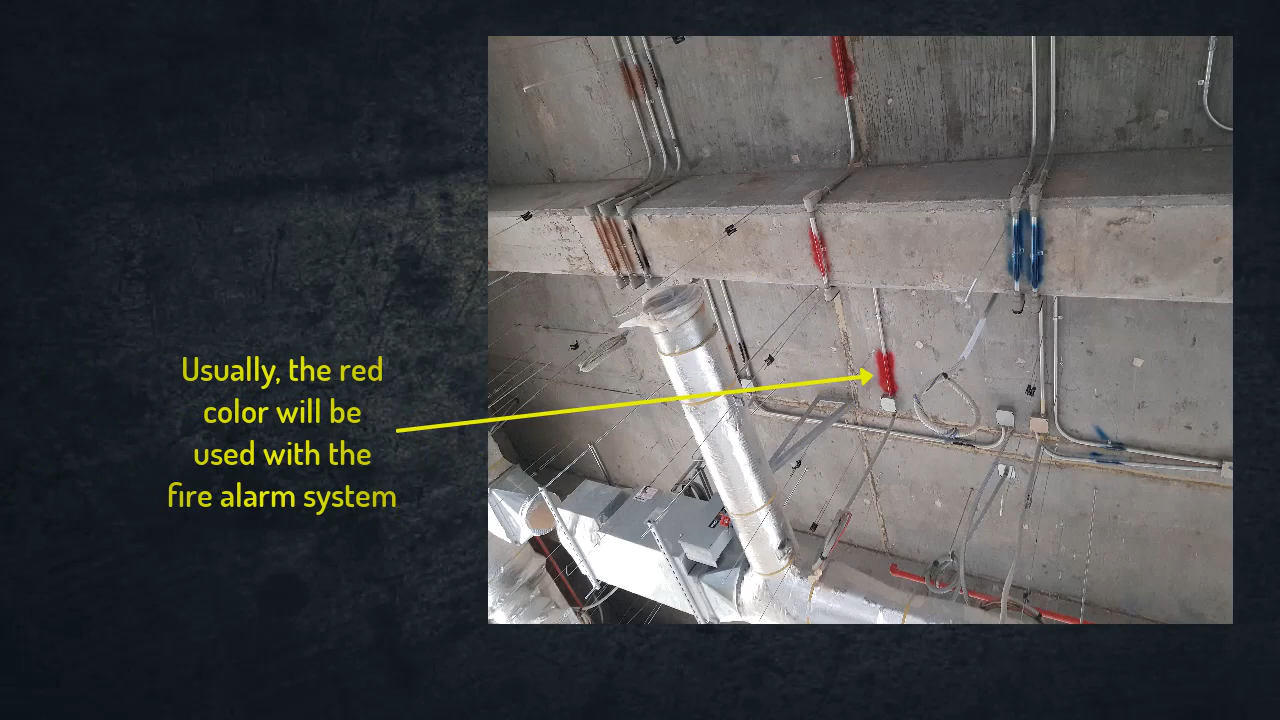 Usually, the red
color will be
used with the
fire alarm system